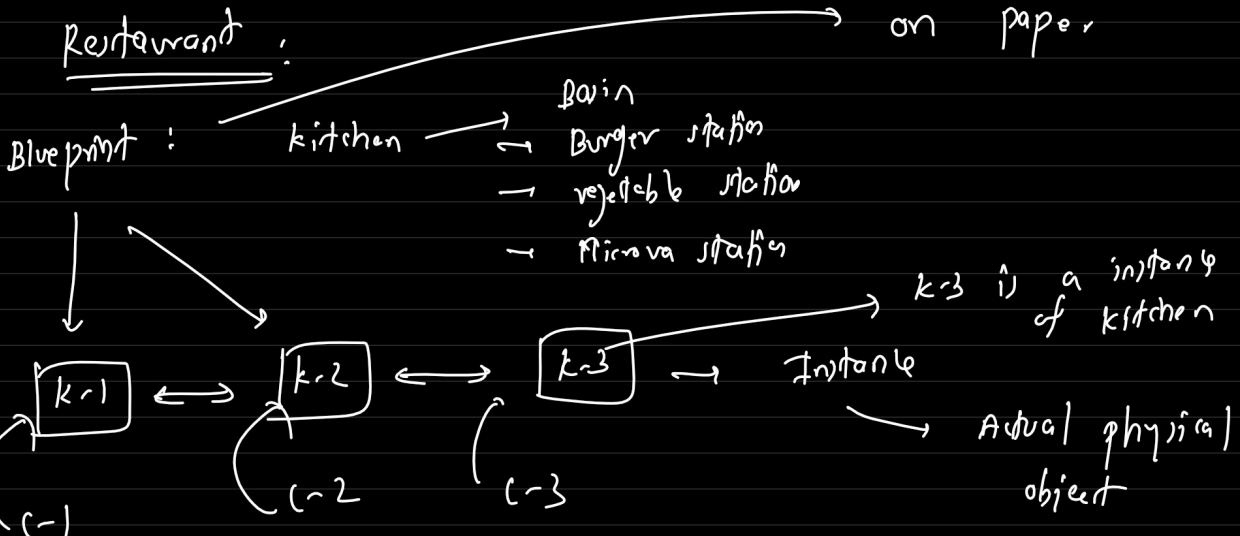 Restaurant :
on paper
Blueprint :
kitchen
Basin
Burger station
vegetable station
Microva station
k-3 is a instance
of kitchen
k-1
k-2
k-3
Instance
Actual physical
object
c-1
c-2
c-3